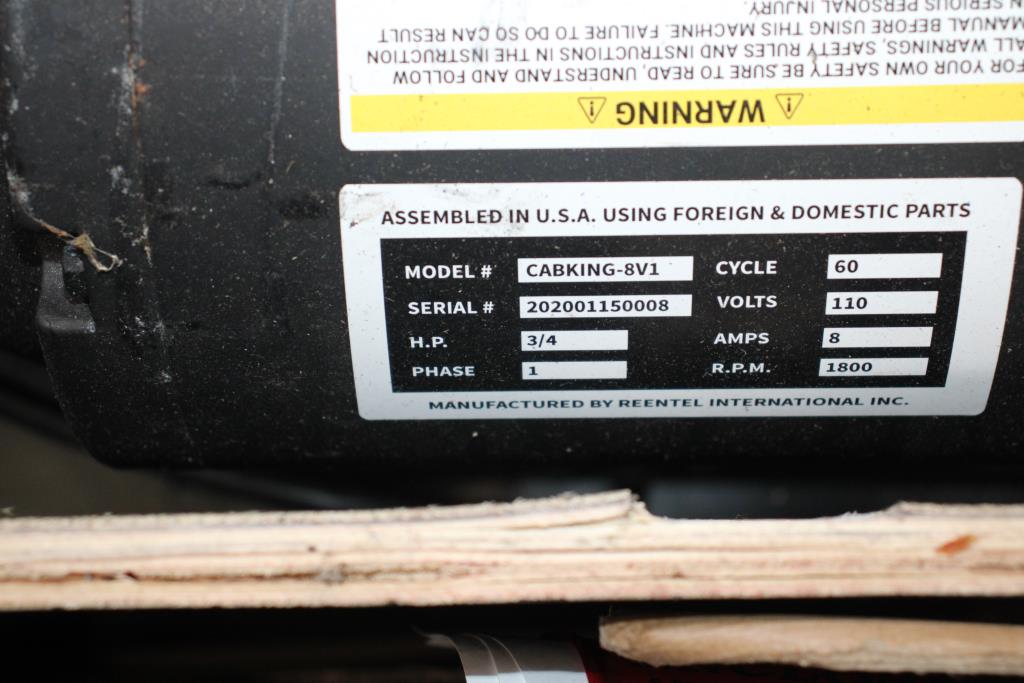 WARNING
FOR YOUR OWN SAFETY BE SURE TO READ, UNDERSTAND AND FOLLOW
ALL WARNINGS, SAFETY RULES AND INSTRUCTIONS IN THE INSTRUCTION
MANUAL BEFORE USING THIS MACHINE. FAILURE TO DO SO CAN RESULT
IN SERIOUS PERSONAL INJURY.
ASSEMBLED IN U.S.A. USING FOREIGN & DOMESTIC PARTS
MODEL # CABKING-8V1 CYCLE 60
SERIAL # 202001150008 VOLTS 110
H.P. 3/4 AMPS 8
PHASE 1 R.P.M. 1800
MANUFACTURED BY REENTEL INTERNATIONAL INC.